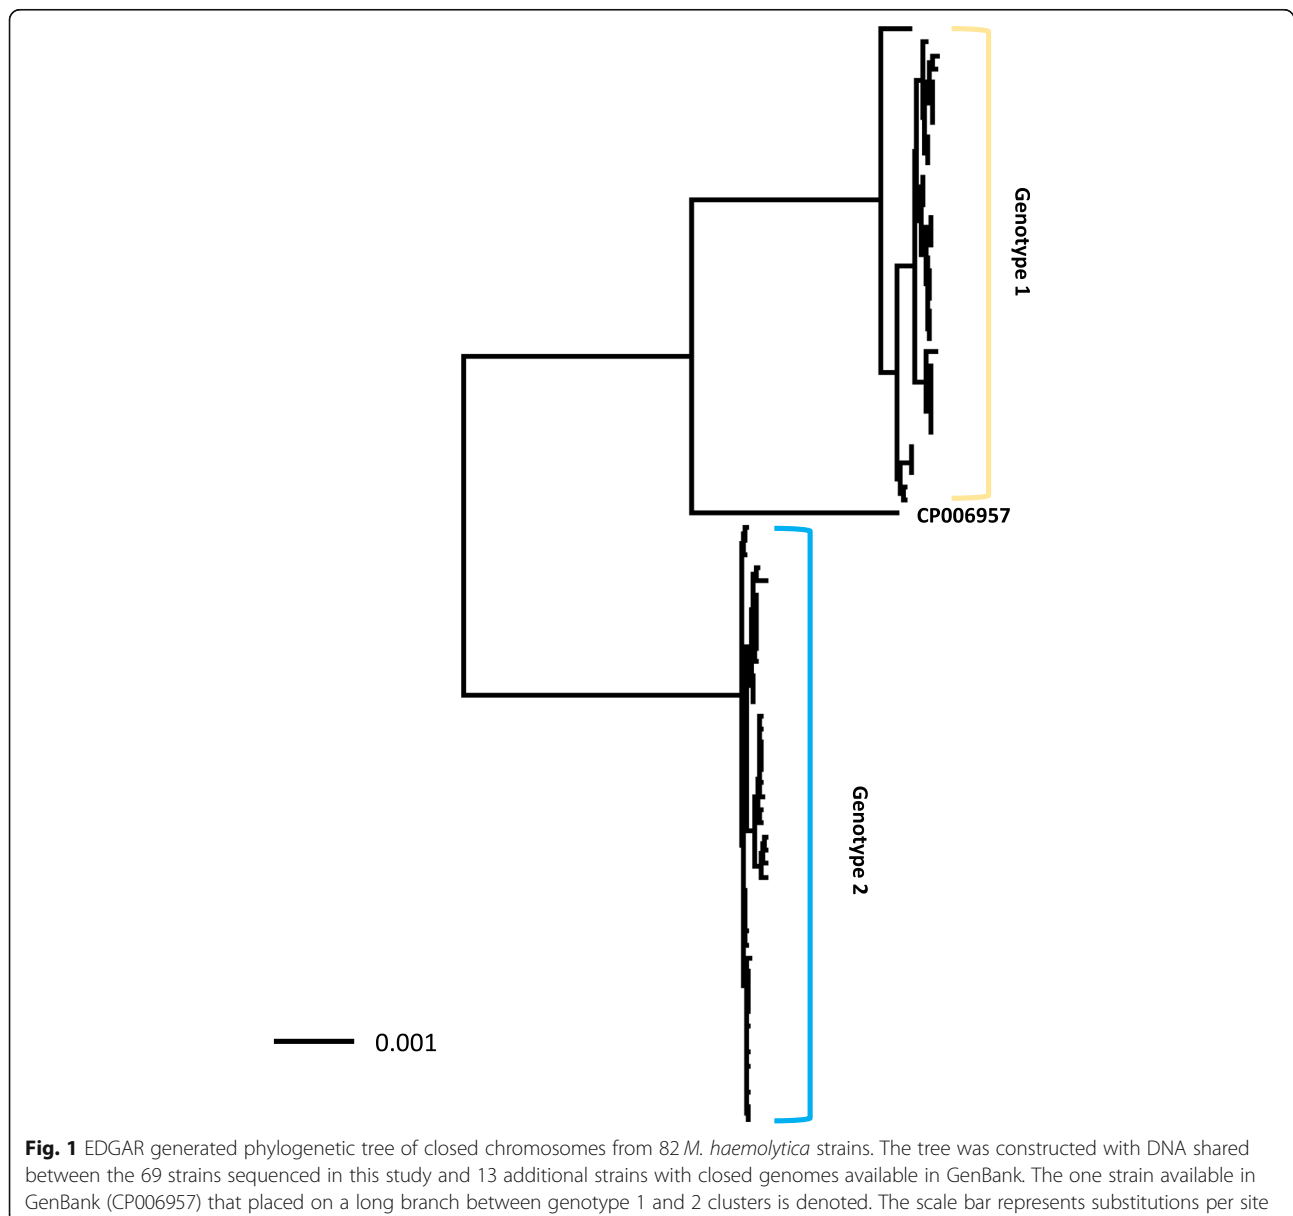 Genotype 1
CP006957
Genotype 2
0.001
Fig. 1 EDGAR generated phylogenetic tree of closed chromosomes from 82 M. haemolytica strains. The tree was constructed with DNA shared
between the 69 strains sequenced in this study and 13 additional strains with closed genomes available in GenBank. The one strain available in
GenBank (CP006957) that placed on a long branch between genotype 1 and 2 clusters is denoted. The scale bar represents substitutions per site